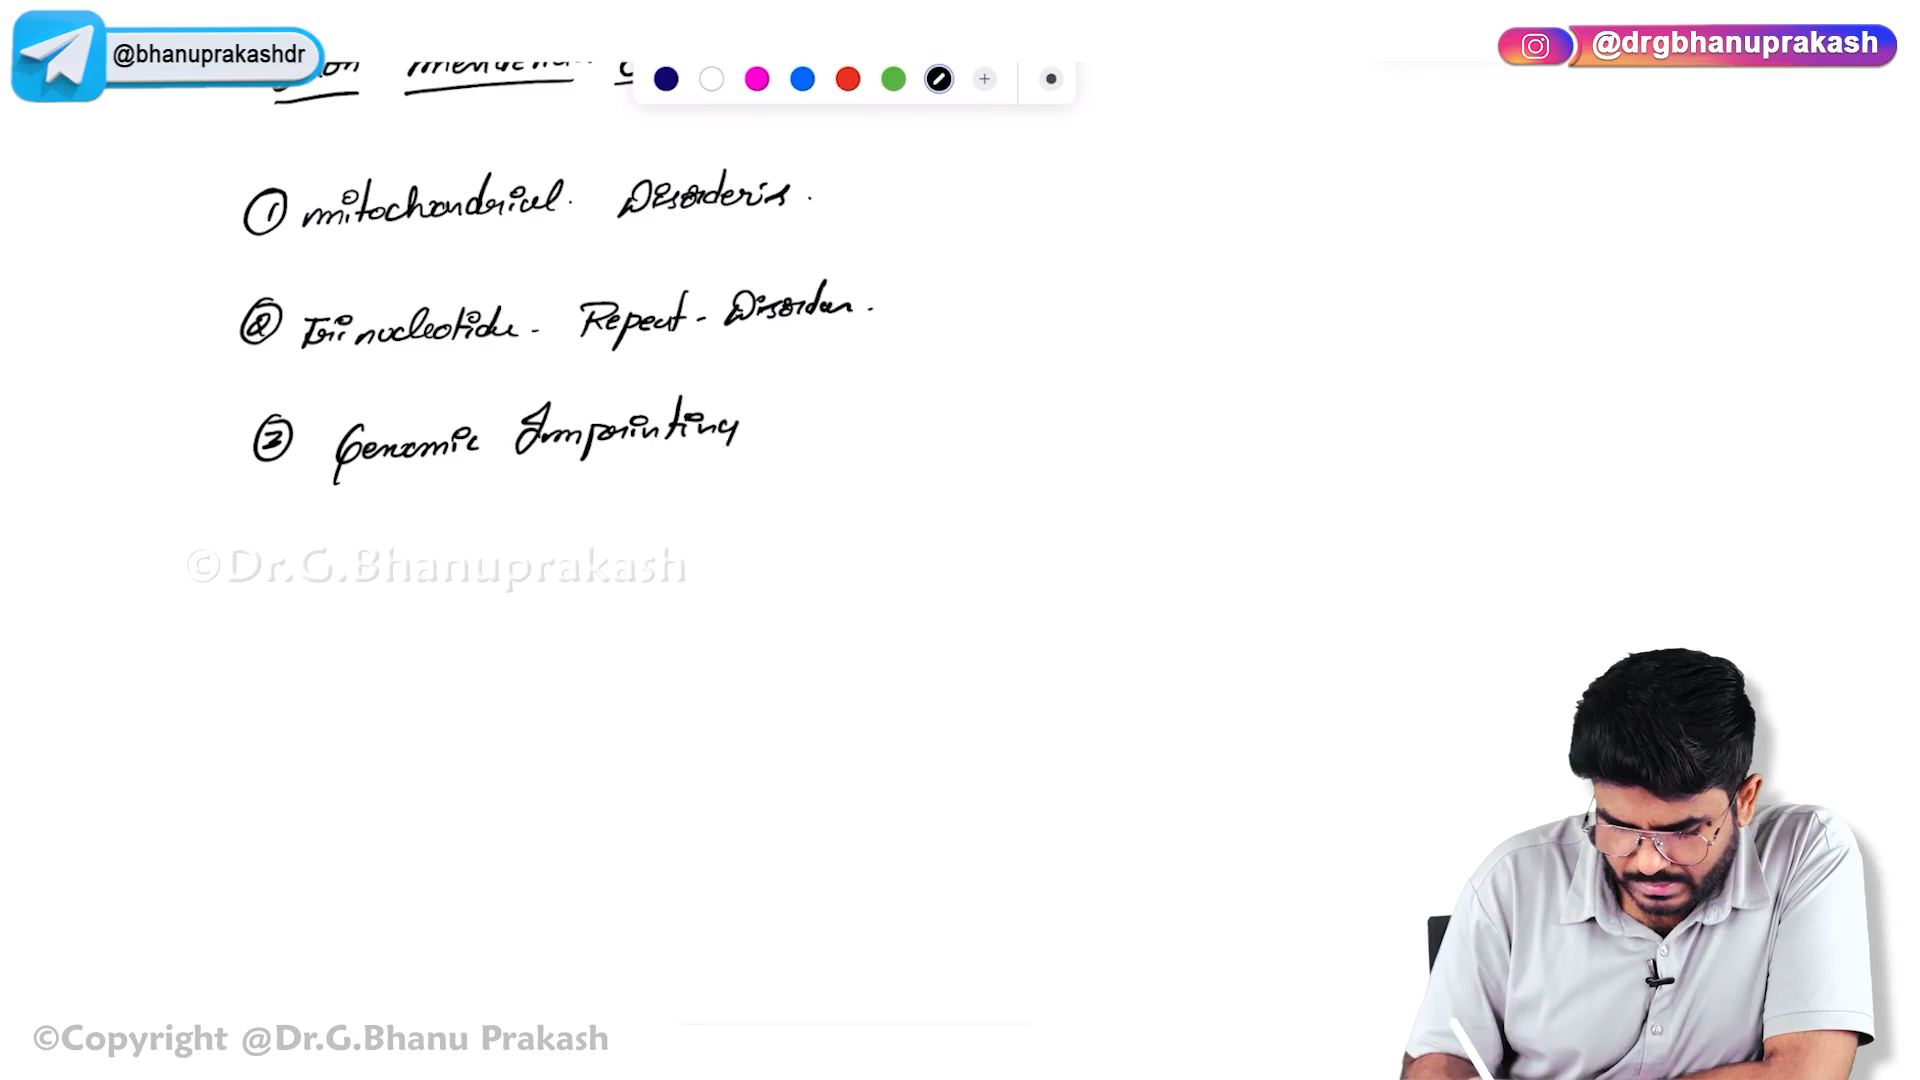 @bhanuprakashdr
@drgbhanuprakash
① mitochondrial. Disorders.
② Trinucleotide - Repeat - Disorder.
③ Genomic Imprinting
©Dr.G.Bhanuprakash
©Copyright @Dr.G.Bhanu Prakash